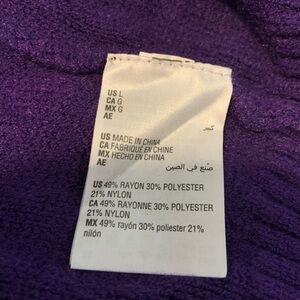 US L
CA G
MX G
AE كبير
US MADE IN CHINA
CA FABRIQUÉ EN CHINE
MX HECHO EN CHINA
AE صنع في الصين
US 49% RAYON 30% POLYESTER
21% NYLON
CA 49% RAYONNE 30% POLYESTER
21% NYLON
MX 49% rayón 30% poliester 21%
nilón